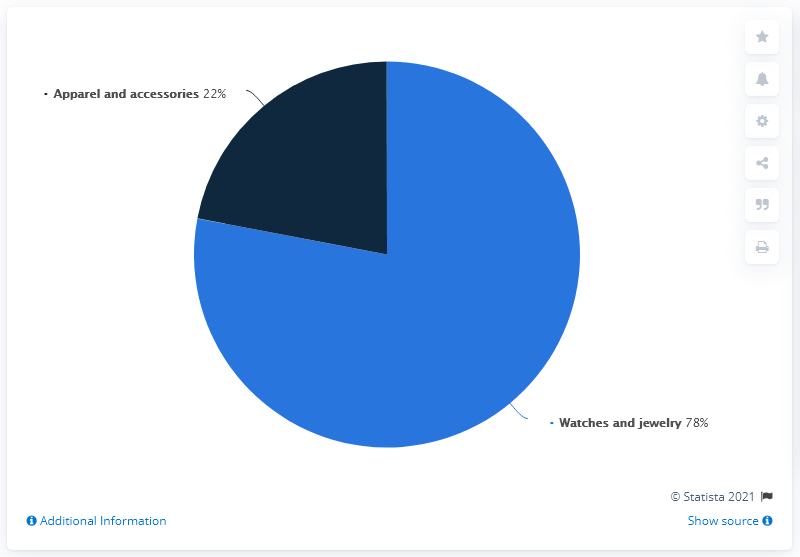 Apparel and accessories 22%
Watches and jewelry 78%
© Statista 2021
Additional Information
Show source